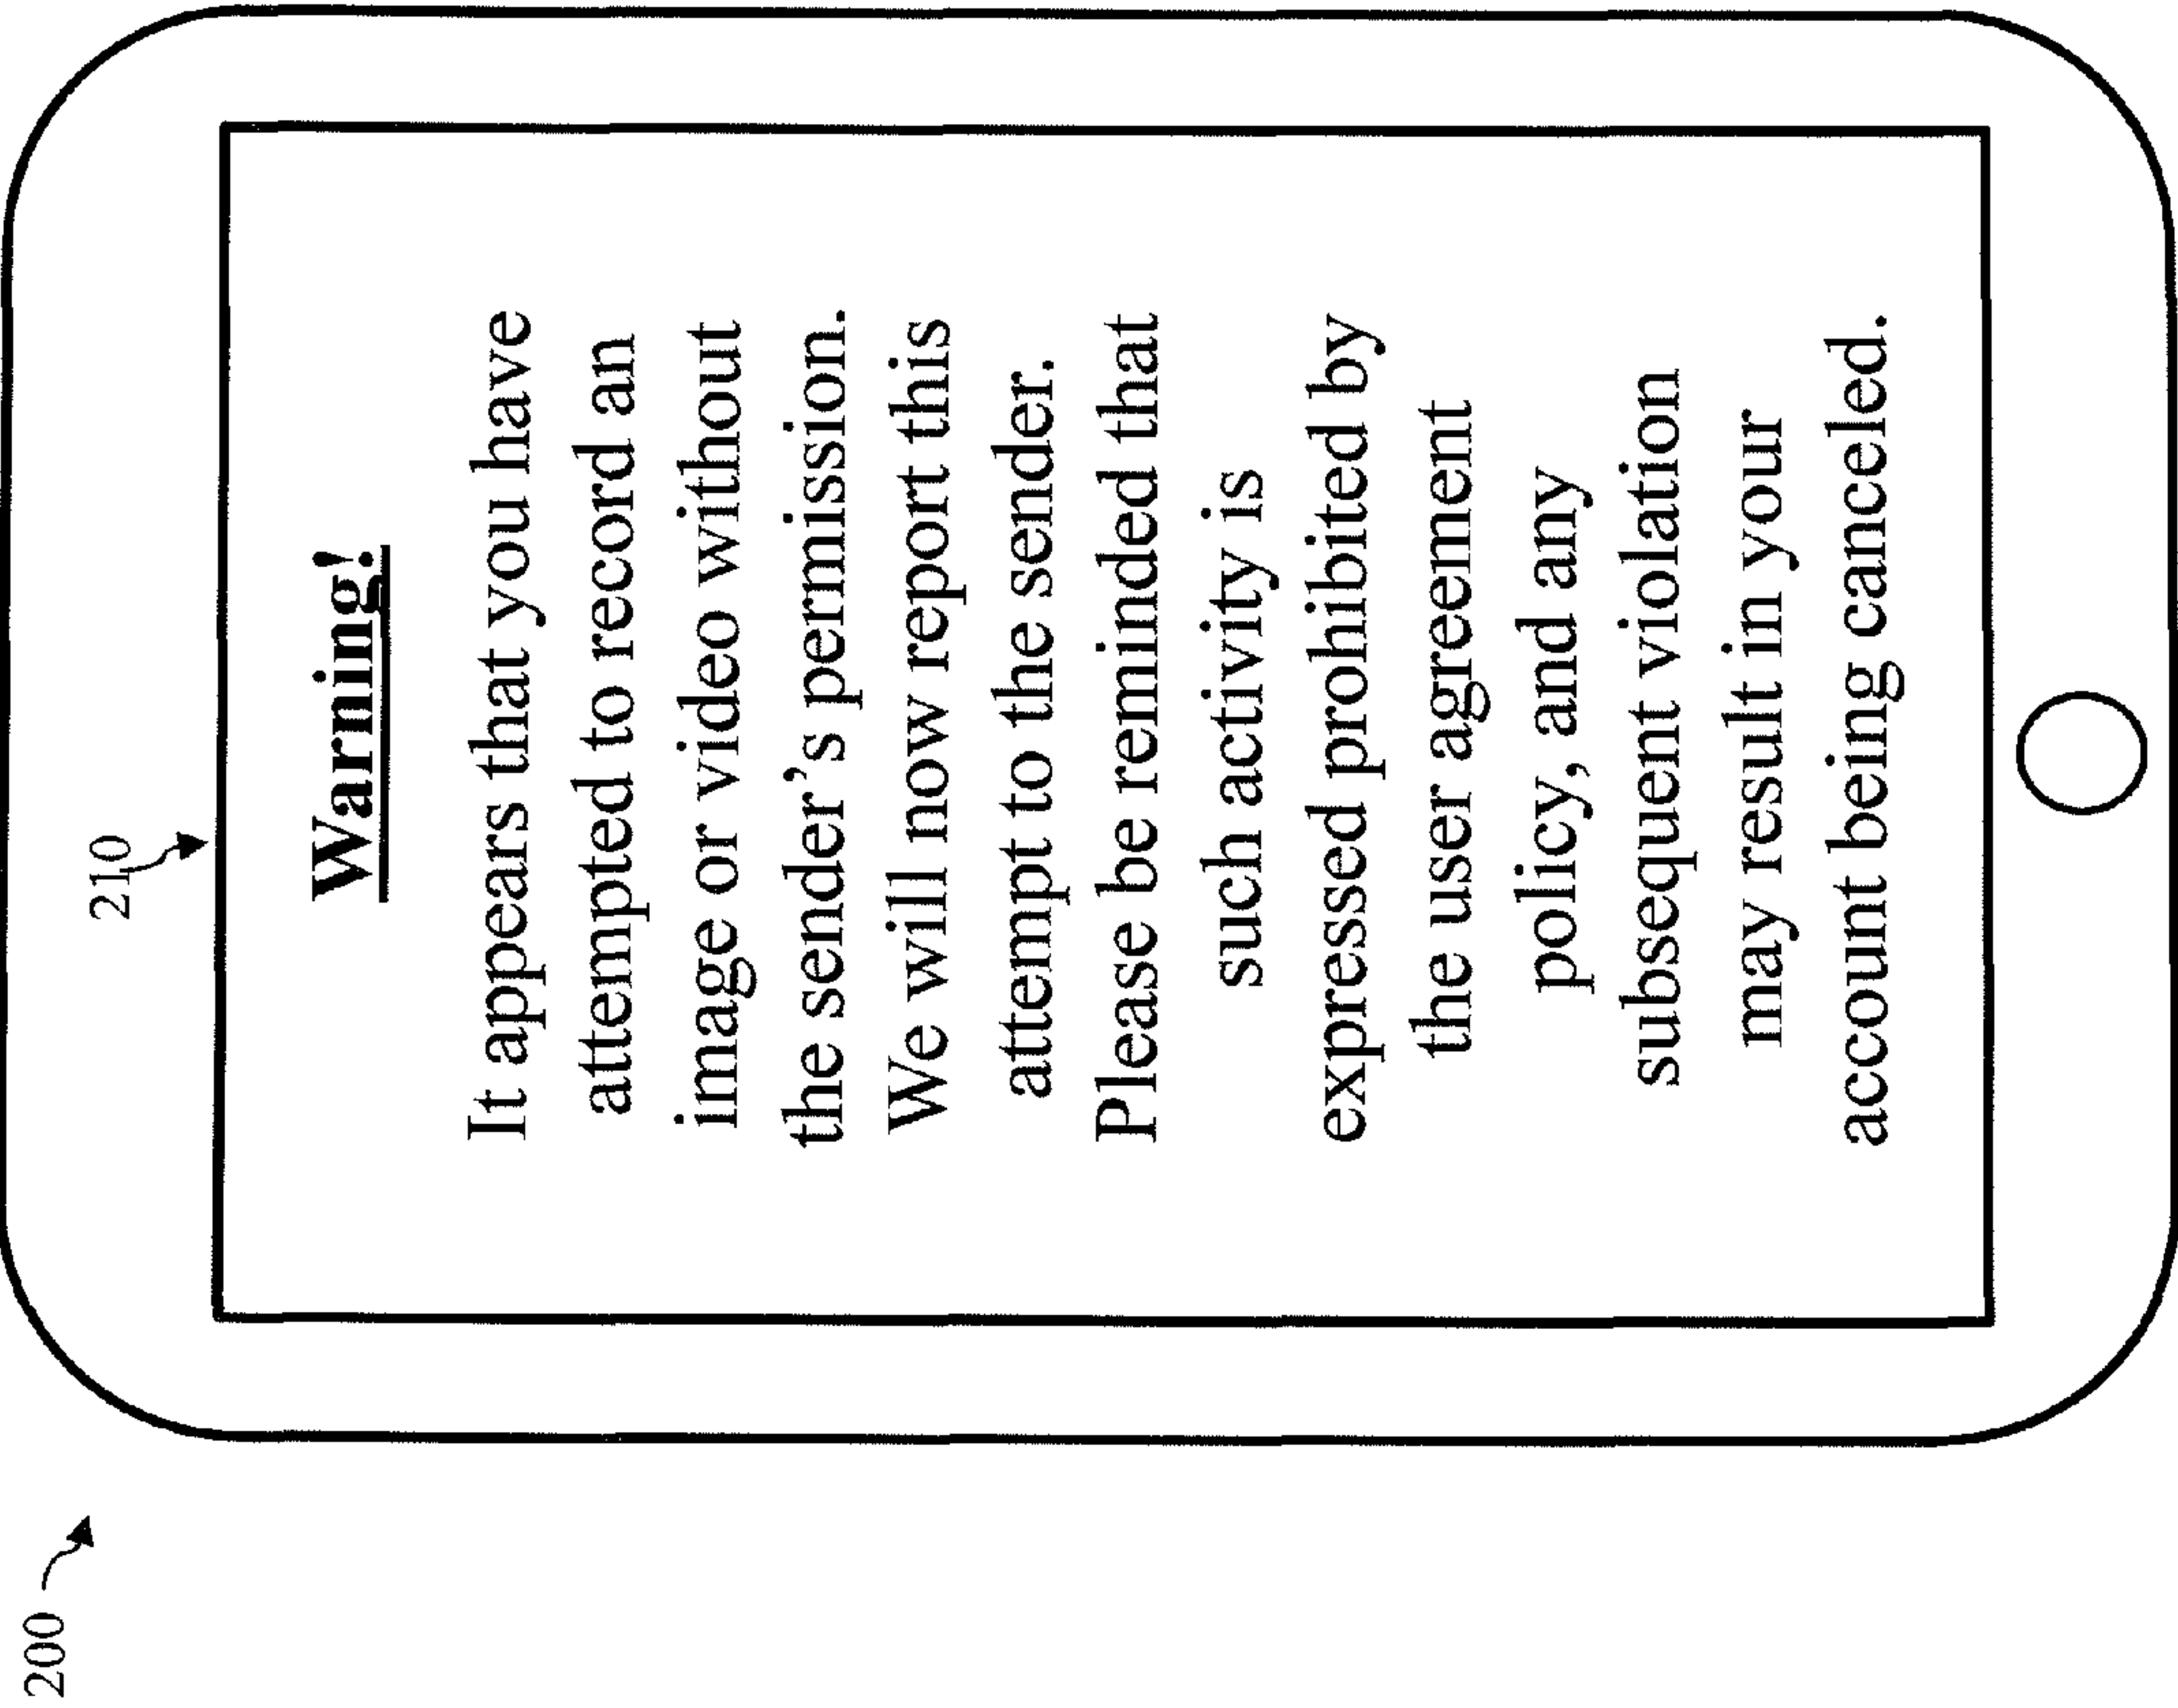 200
210
Warning!
It appears that you have
attempted to record an
image or video without
the sender's permission.
We will now report this
attempt to the sender.
Please be reminded that
such activity is
expressed prohibited by
the user agreement
policy, and any
subsequent violation
may result in your
account being canceled.